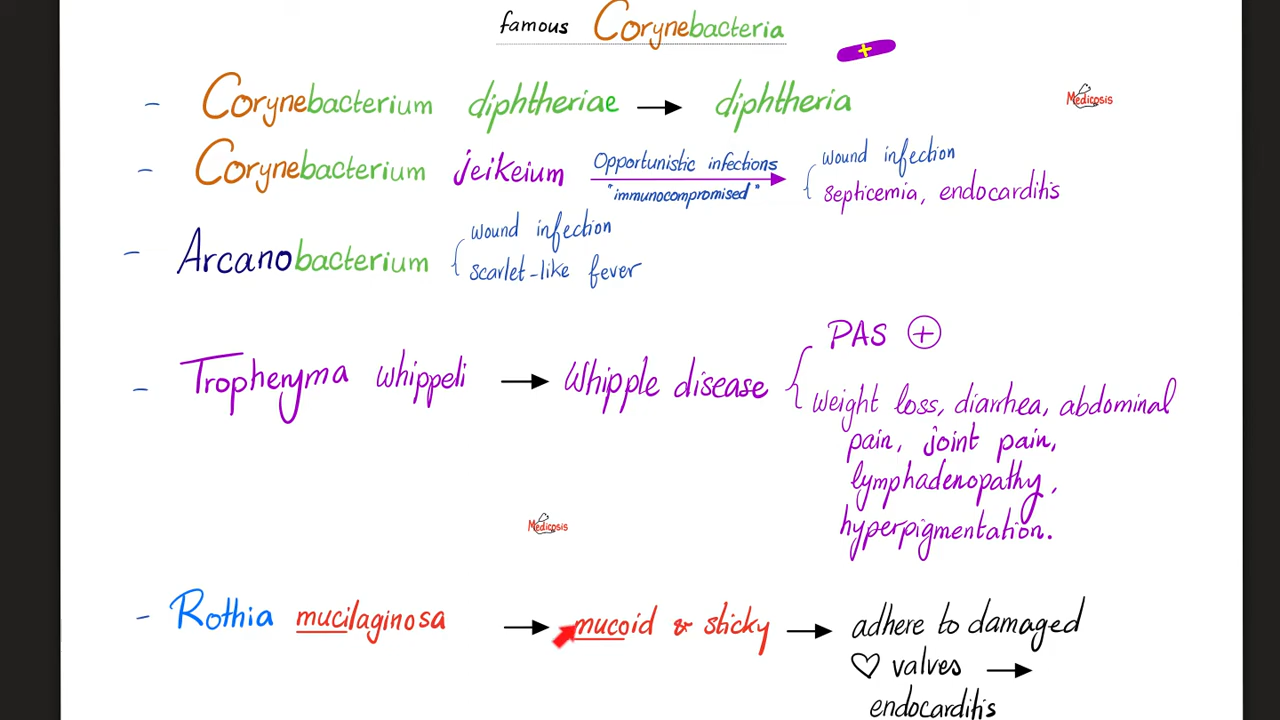 famous Corynebacteria
+
- Corynebacterium diphtheriae → diphtheria
Medicosis
- Corynebacterium jeikeium Opportunistic infections "immunocompromised" → wound infection
septicemia, endocarditis
- Arcanobacterium wound infection
scarlet-like fever
- Tropheryma whippeli → Whipple disease PAS +
weight loss, diarrhea, abdominal
pain, joint pain,
lymphadenopathy,
hyperpigmentation.
Medicosis
- Rothia mucilaginosa → mucoid & sticky → adhere to damaged
♡ valves →
endocarditis